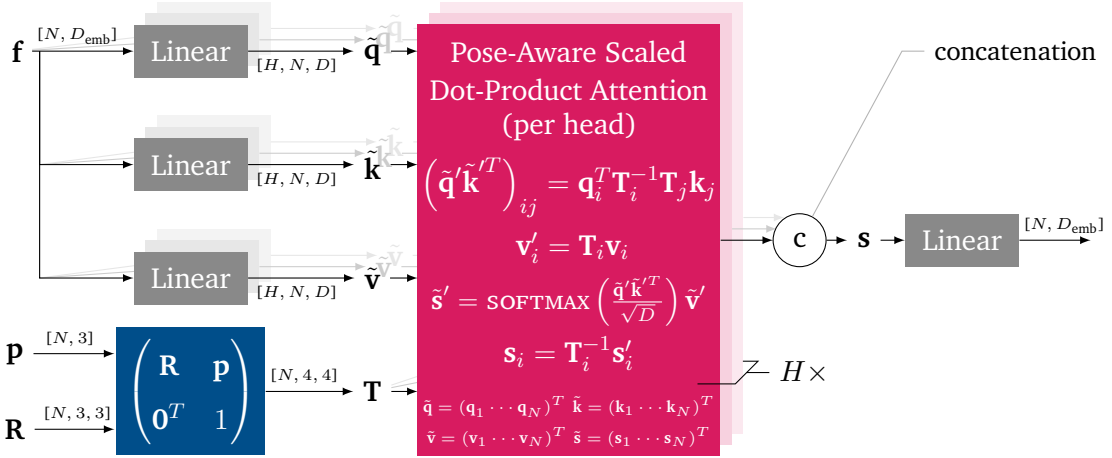 f
[N, D_emb]
Linear
[H, N, D]
q̃
q̃
q̃
Linear
[H, N, D]
k̃
k̃
k̃
Linear
[H, N, D]
ṽ
ṽ
ṽ
p
[N, 3]
R
[N, 3, 3]
( R p
0^T 1 )
[N, 4, 4]
T
Pose-Aware Scaled
Dot-Product Attention
(per head)
(q̃′k̃′^T)_ij = q_i^T T_i^−1 T_j k_j
v′_i = T_i v_i
s̃′ = SOFTMAX (q̃′k̃′^T / √D) ṽ′
s_i = T_i^−1 s′_i
q̃ = (q_1 ⋯ q_N)^T k̃ = (k_1 ⋯ k_N)^T
ṽ = (v_1 ⋯ v_N)^T s̃ = (s_1 ⋯ s_N)^T
H ×
concatenation
c
s
Linear
[N, D_emb]